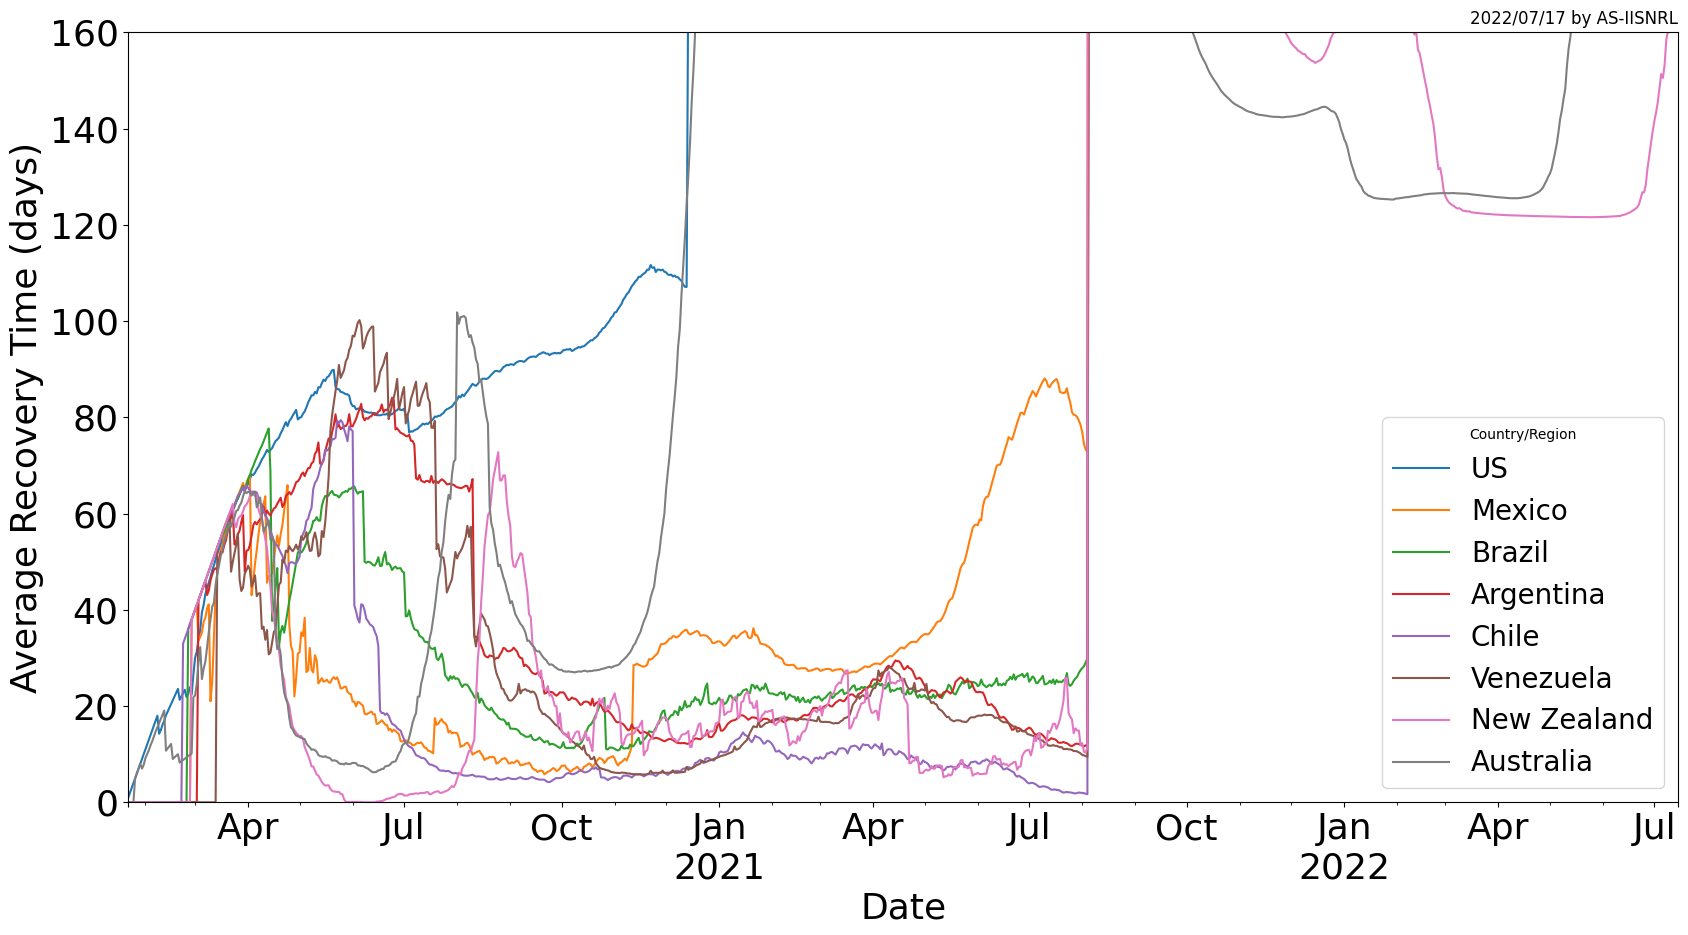 2022/07/17 by AS-IISNRL
Average Recovery Time (days)
160
140
120
100
80
60
40
20
0
Country/Region
US
Mexico
Brazil
Argentina
Chile
Venezuela
New Zealand
Australia
Apr Jul Oct Jan Apr Jul Oct Jan Apr Jul
2021 2022
Date